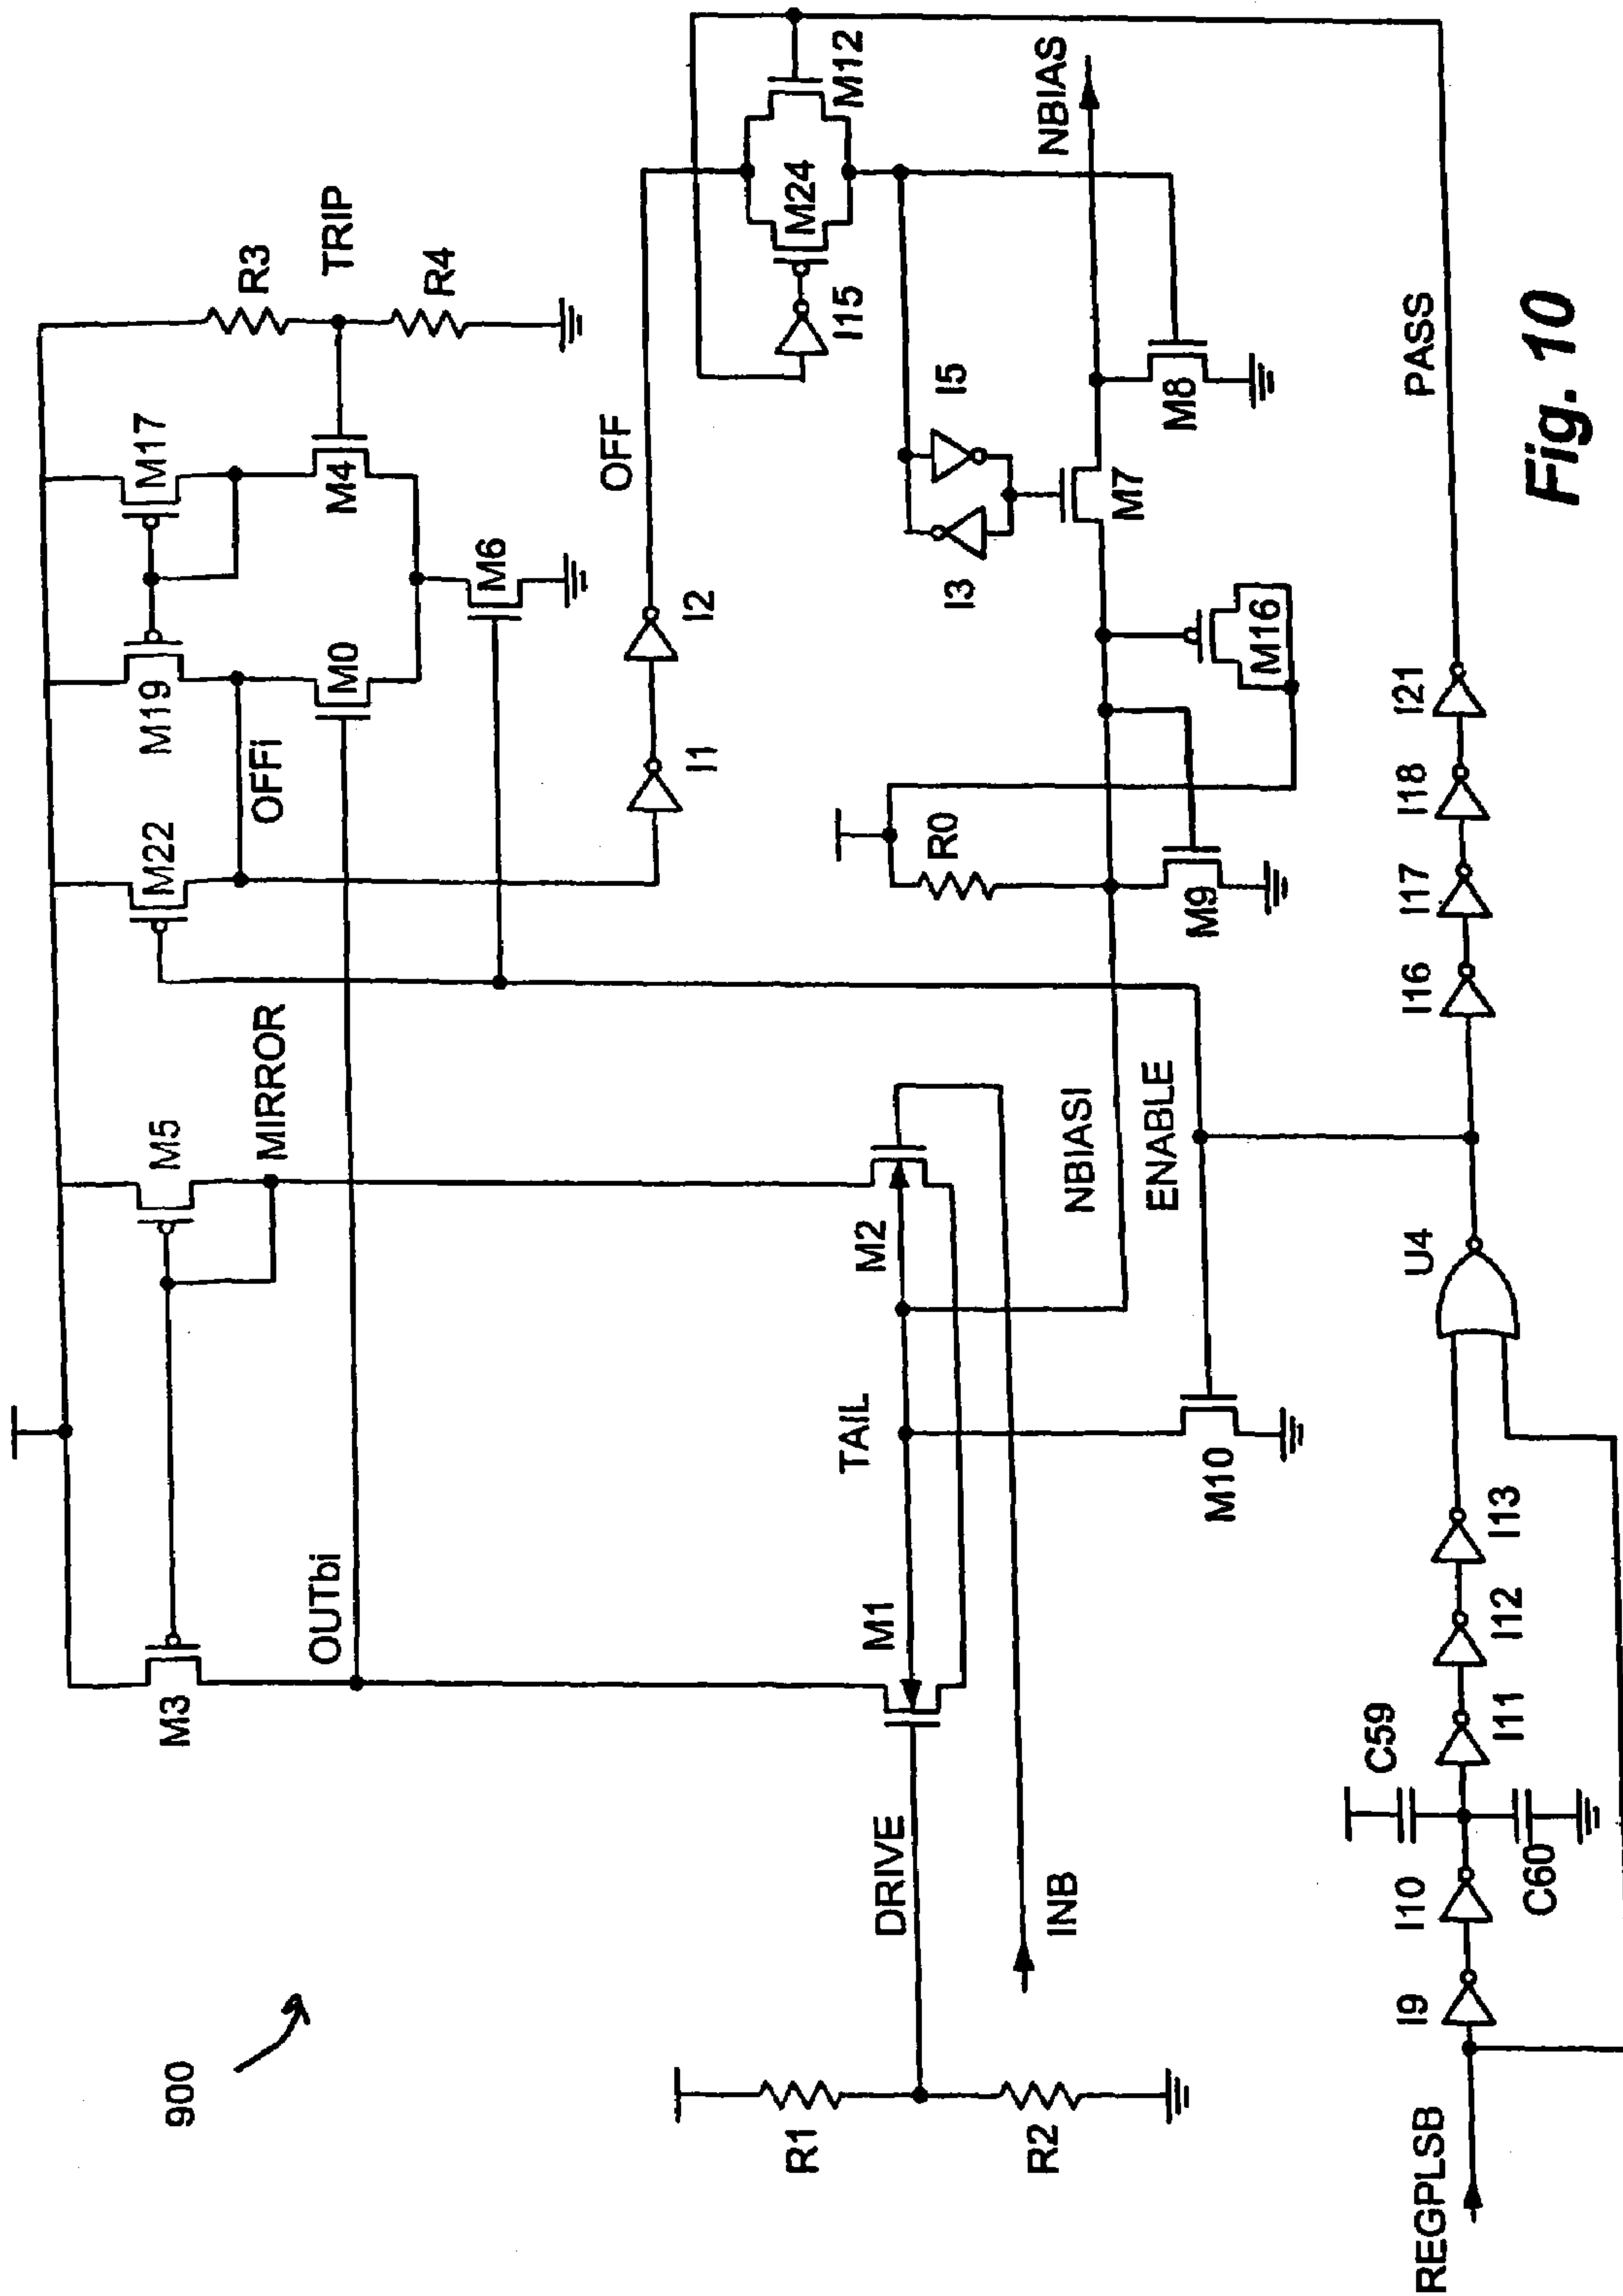 900
R3
TRIP
R4
M17
M4
M19
M0
M6
M22
OFFi
M5
MIRROR
M3
OUTbi
I1
I2
OFF
M12
M24
I15
NBIAS
I5
I3
M7
M8
M16
R0
M9
NBIASI
ENABLE
M2
TAIL
M1
M10
DRIVE
INB
R1
R2
REGPLSB
I9
I10
C59
C60
I11
I12
I13
U4
I16
I17
I18
I21
PASS
Fig. 10